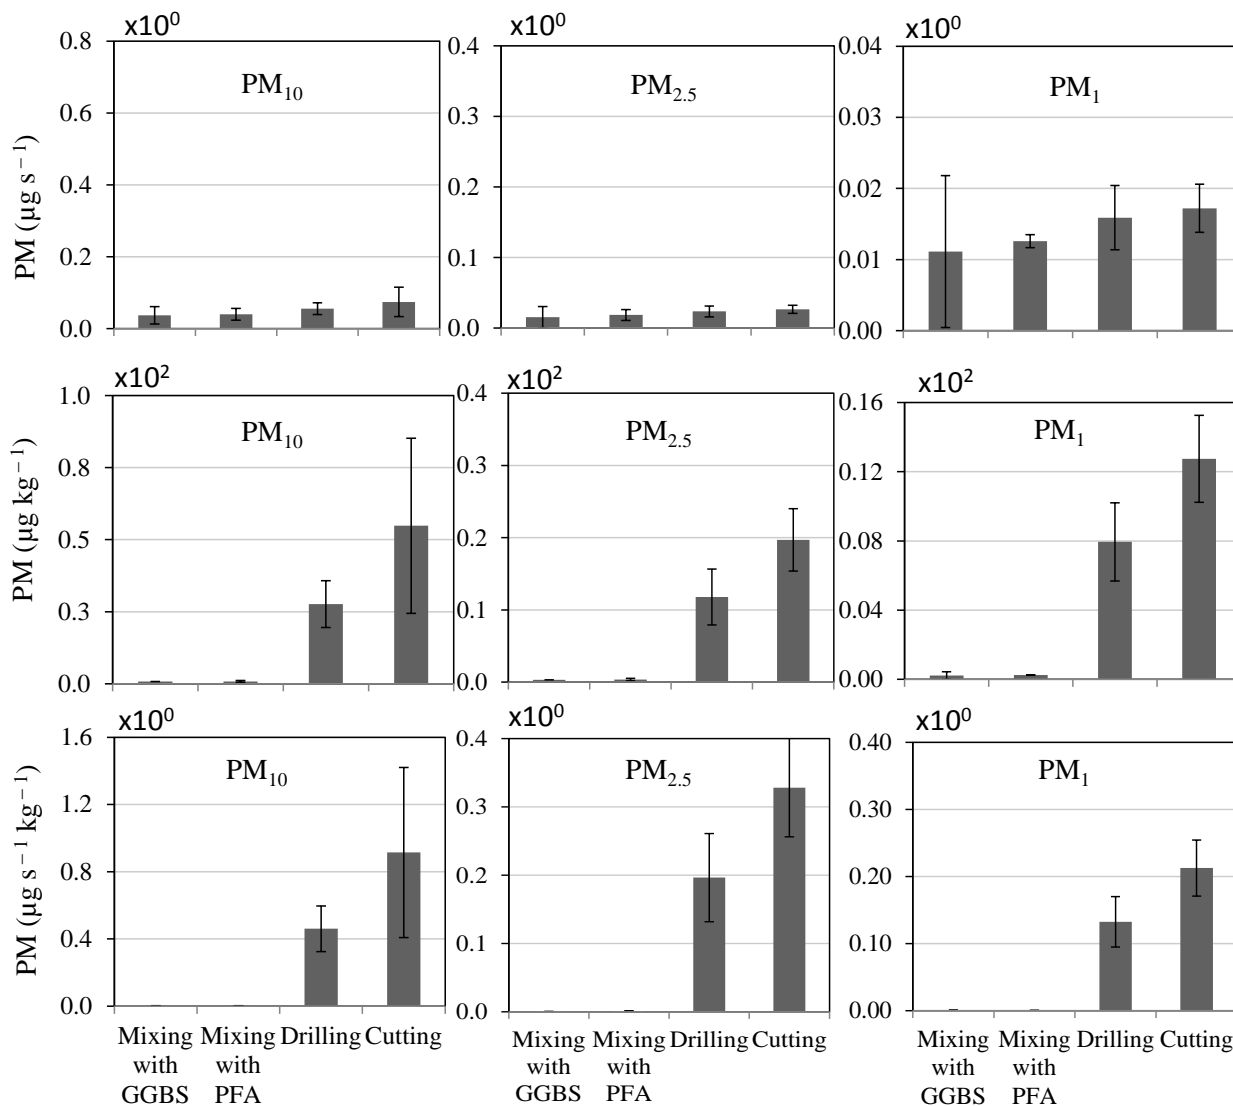 x10⁰
PM₁₀
0.8
0.6
0.4
0.2
0.0
PM (µg s⁻¹)
x10⁰
PM₂.₅
0.4
0.3
0.2
0.1
0.0
x10⁰
PM₁
0.04
0.03
0.02
0.01
0.00
x10²
PM₁₀
1.0
0.8
0.5
0.3
0.0
PM (µg kg⁻¹)
x10²
PM₂.₅
0.4
0.3
0.2
0.1
0.0
x10²
PM₁
0.16
0.12
0.08
0.04
0.00
x10⁰
PM₁₀
1.6
1.2
0.8
0.4
0.0
PM (µg s⁻¹ kg⁻¹)
Mixing with GGBS
Mixing with PFA
Drilling
Cutting
x10⁰
PM₂.₅
0.4
0.3
0.2
0.1
0.0
Mixing with GGBS
Mixing with PFA
Drilling
Cutting
x10⁰
PM₁
0.40
0.30
0.20
0.10
0.00
Mixing with GGBS
Mixing with PFA
Drilling
Cutting